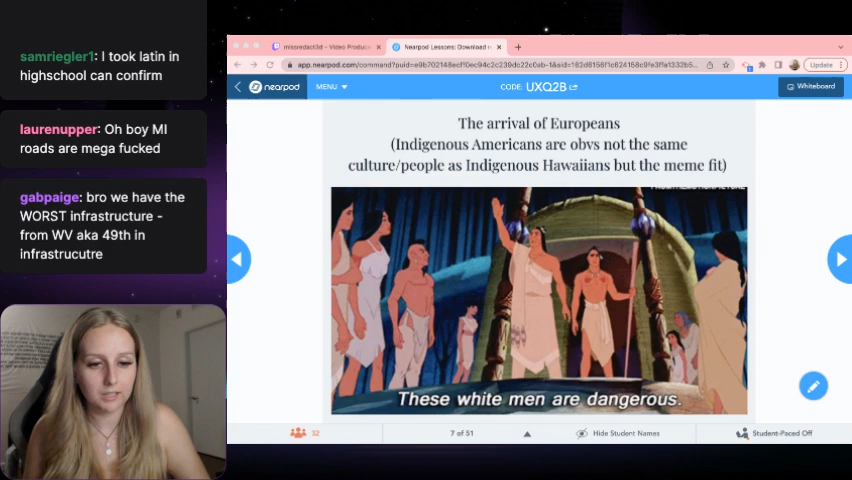 samriegler1: I took latin in
highschool can confirm
laurenupper: Oh boy MI
roads are mega fucked
gabpaige: bro we have the
WORST infrastructure -
from WV aka 49th in
infrastrucutre
missredact3d - Video Produci
Nearpod Lessons: Download i
Update
nearpod
MENU
CODE: UXQ2B
Whiteboard
The arrival of Europeans
(Indigenous Americans are obvs not the same
culture/people as Indigenous Hawaiians but the meme fit)
These white men are dangerous.
32
7 of 51
Hide Student Names
Student-Paced Off